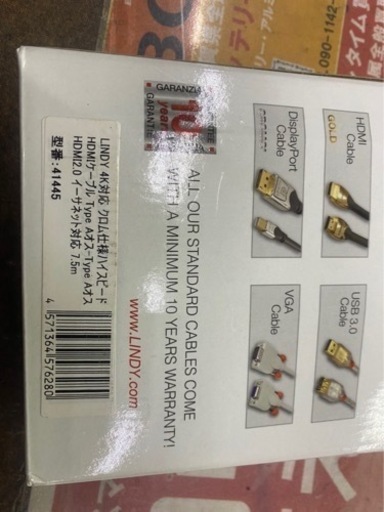 GARANZIA
GARANTIE
10
year
HDMI
Cable
GOLD
DisplayPort
Cable
USB 3.0
Cable
VGA
Cable
ALL OUR STANDARD CABLES COME
WITH A MINIMUM 10 YEARS WARRANTY!
www.LINDY.com
LINDY 4K対応 クロム仕様ハイスピード
HDMIケーブル Type Aオス-Type Aオス
HDMI2.0 イーサネット対応 7.5m
型番:41445
4 571364 576280
090-1142-